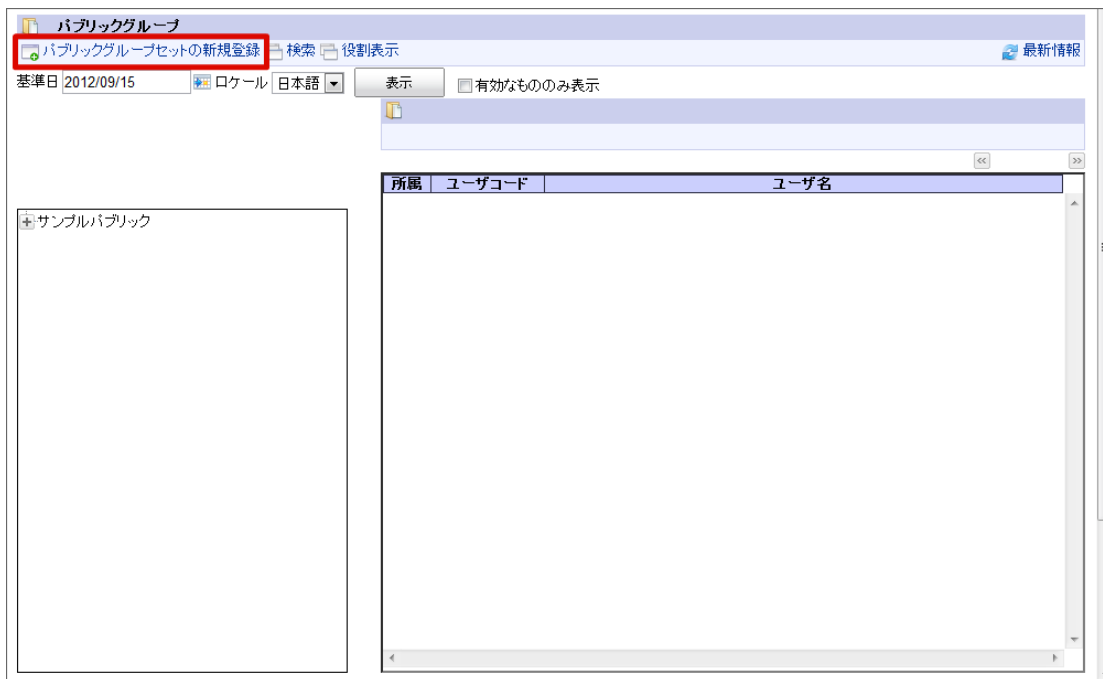 パブリックグループ
パブリックグループセットの新規登録 検索 役割表示 最新情報
基準日 2012/09/15 ロケール 日本語 表示 有効なもののみ表示
<< >>
所属 ユーザコード ユーザ名
サンプルパブリック